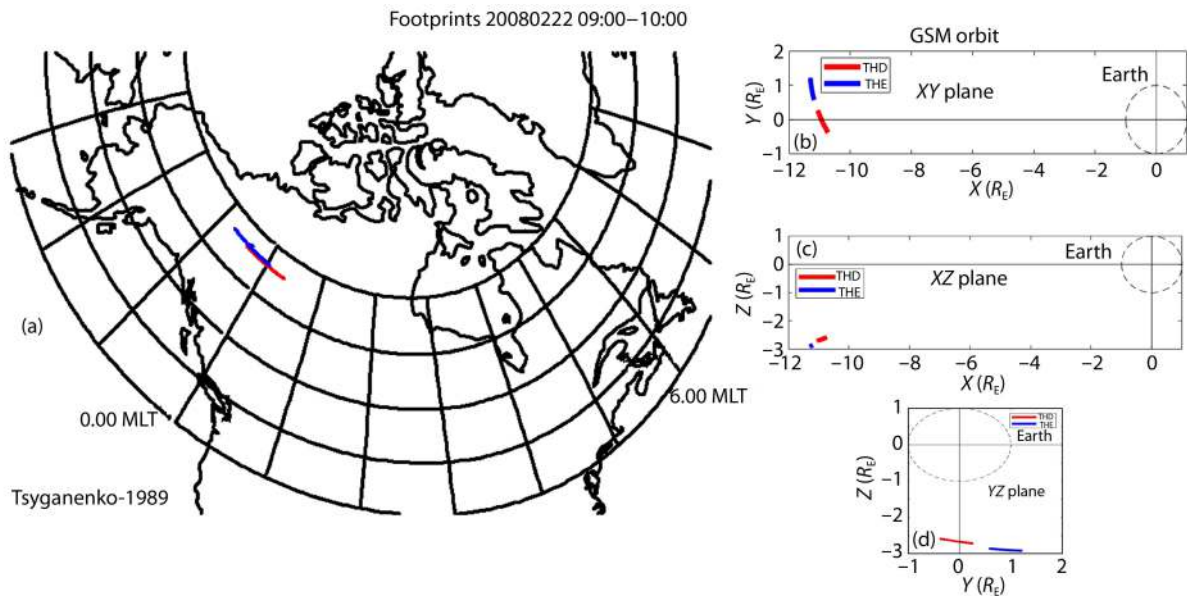 Footprints 20080222 09:00−10:00
(a)
0.00 MLT
6.00 MLT
Tsyganenko-1989
GSM orbit
THD
THE
XY plane
Earth
(b)
Y (RE)
2
1
0
−1
−12 −10 −8 −6 −4 −2 0
X (RE)
(c)
THD
THE
XZ plane
Earth
Z (RE)
1
0
−1
−2
−3
−12 −10 −8 −6 −4 −2 0
X (RE)
THD
THE
Earth
YZ plane
(d)
Z (RE)
1
0
−1
−2
−3
−1 0 1 2
Y (RE)